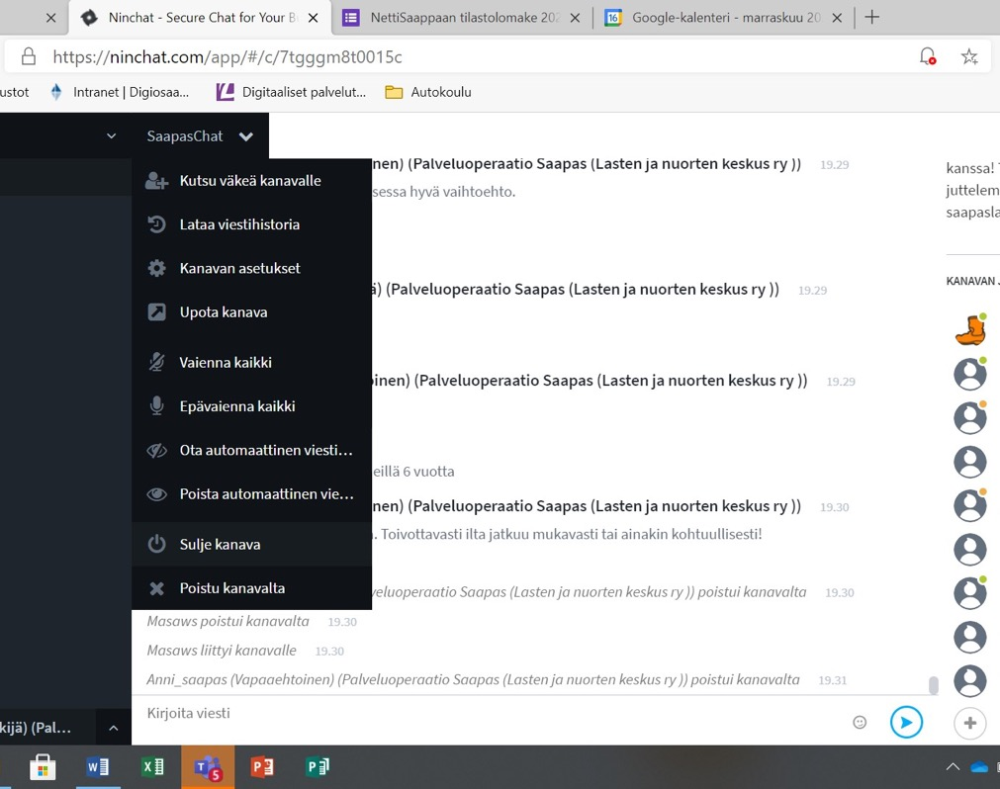 Ninchat - Secure Chat for Your B
NettiSaappaan tilastolomake 202
16
Google-kalenteri - marraskuu 20
https://ninchat.com/app/#/c/7tgggm8t0015c
ustot
Intranet | Digiosaa...
Digitaaliset palvelut...
Autokoulu
SaapasChat
Kutsu väkeä kanavalle
Lataa viestihistoria
Kanavan asetukset
Upota kanava
Vaienna kaikki
Epävaienna kaikki
Ota automaattinen viesti...
Poista automaattinen vie...
Sulje kanava
Poistu kanavalta
nen) (Palveluoperaatio Saapas (Lasten ja nuorten keskus ry )) 19.29
sessa hyvä vaihtoehto.
ä) (Palveluoperaatio Saapas (Lasten ja nuorten keskus ry )) 19.29
inen) (Palveluoperaatio Saapas (Lasten ja nuorten keskus ry )) 19.29
eillä 6 vuotta
nen) (Palveluoperaatio Saapas (Lasten ja nuorten keskus ry )) 19.30
. Toivottavasti ilta jatkuu mukavasti tai ainakin kohtuullisesti!
veluoperaatio Saapas (Lasten ja nuorten keskus ry )) poistui kanavalta 19.30
Masaws poistui kanavalta 19.30
Masaws liittyi kanavalle 19.30
Anni_saapas (Vapaaehtoinen) (Palveluoperaatio Saapas (Lasten ja nuorten keskus ry )) poistui kanavalta 19.31
Kirjoita viesti
kanssa! T
juttelem
saapasla
KANAVAN J
kijä) (Pal...
W
X
T
5
P
P